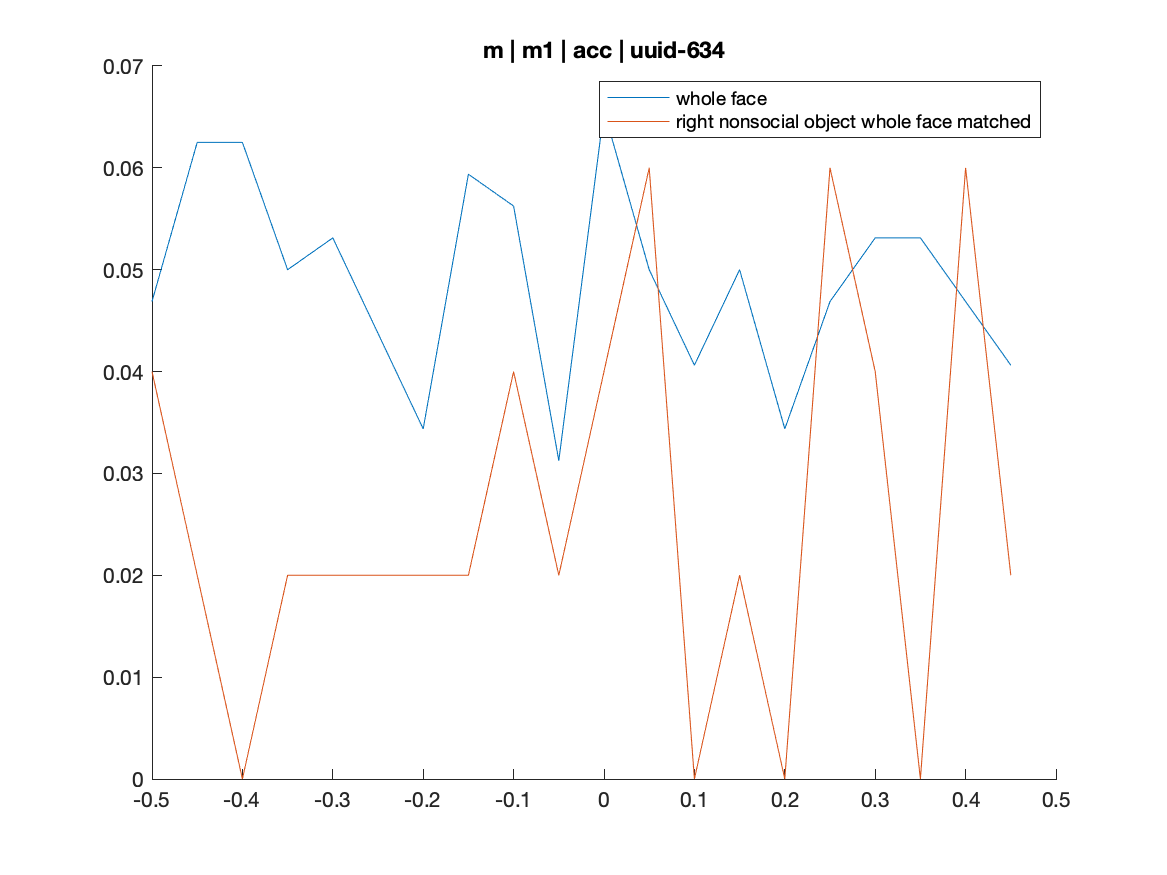 m | m1 | acc | uuid-634
0.07
whole face
right nonsocial object whole face matched
0.06
0.05
0.04
0.03
0.02
0.01
0
-0.5 -0.4 -0.3 -0.2 -0.1 0 0.1 0.2 0.3 0.4 0.5